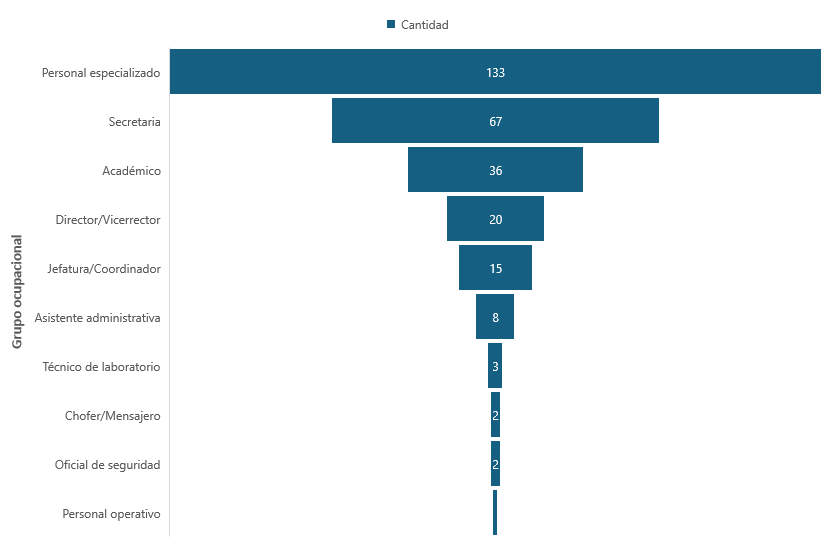 Cantidad
Grupo ocupacional
Personal especializado 133
Secretaria 67
Académico 36
Director/Vicerrector 20
Jefatura/Coordinador 15
Asistente administrativa 8
Técnico de laboratorio 3
Chofer/Mensajero 2
Oficial de seguridad 2
Personal operativo